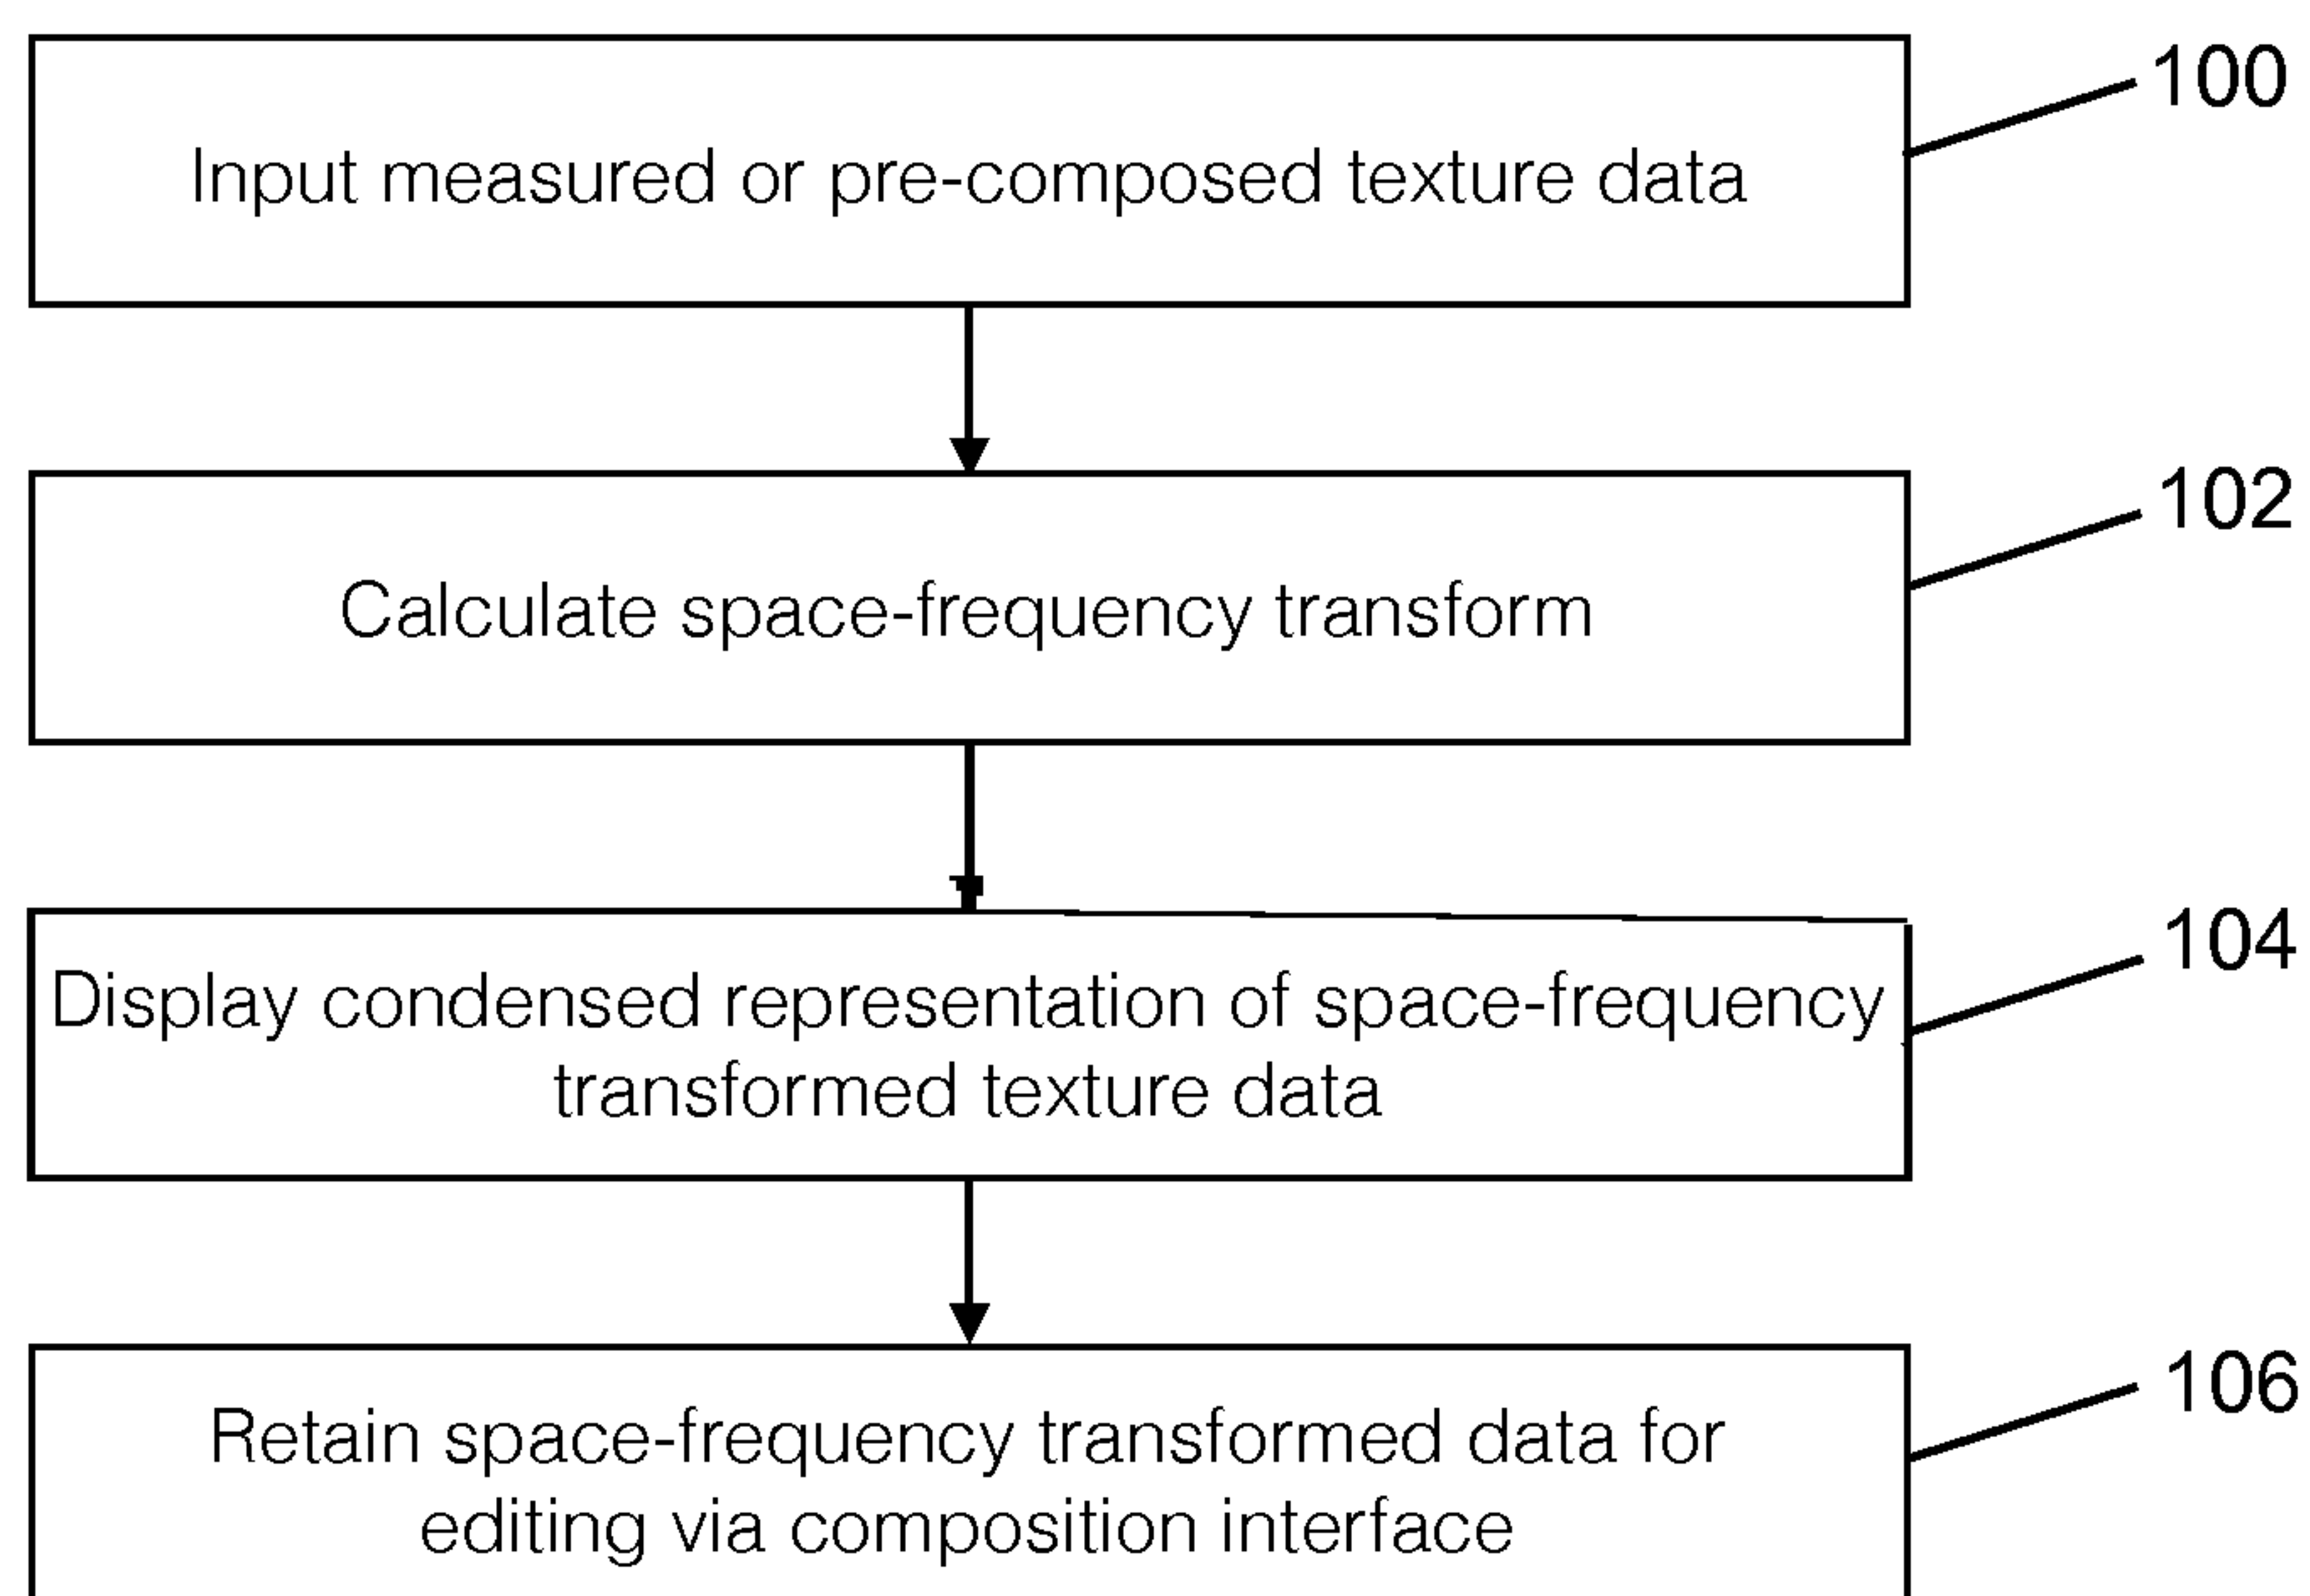 100
Input measured or pre-composed texture data
102
Calculate space-frequency transform
104
Display condensed representation of space-frequency
transformed texture data
106
Retain space-frequency transformed data for
editing via composition interface